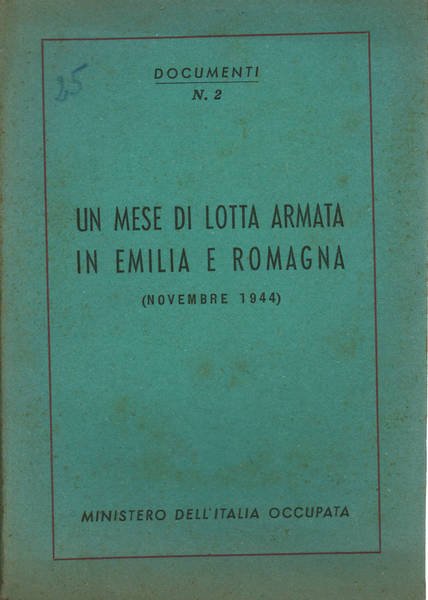 25
DOCUMENTI
N. 2
UN MESE DI LOTTA ARMATA
IN EMILIA E ROMAGNA
(NOVEMBRE 1944)
MINISTERO DELL'ITALIA OCCUPATA